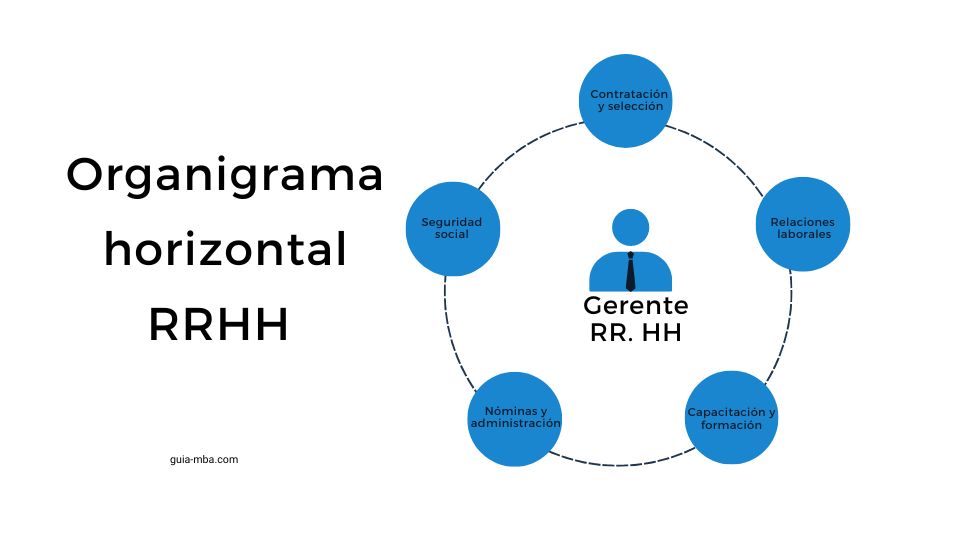 Organigrama
horizontal
RRHH
guia-mba.com
Contratación
y selección
Relaciones
laborales
Capacitación y
formación
Nóminas y
administración
Seguridad
social
Gerente
RR. HH